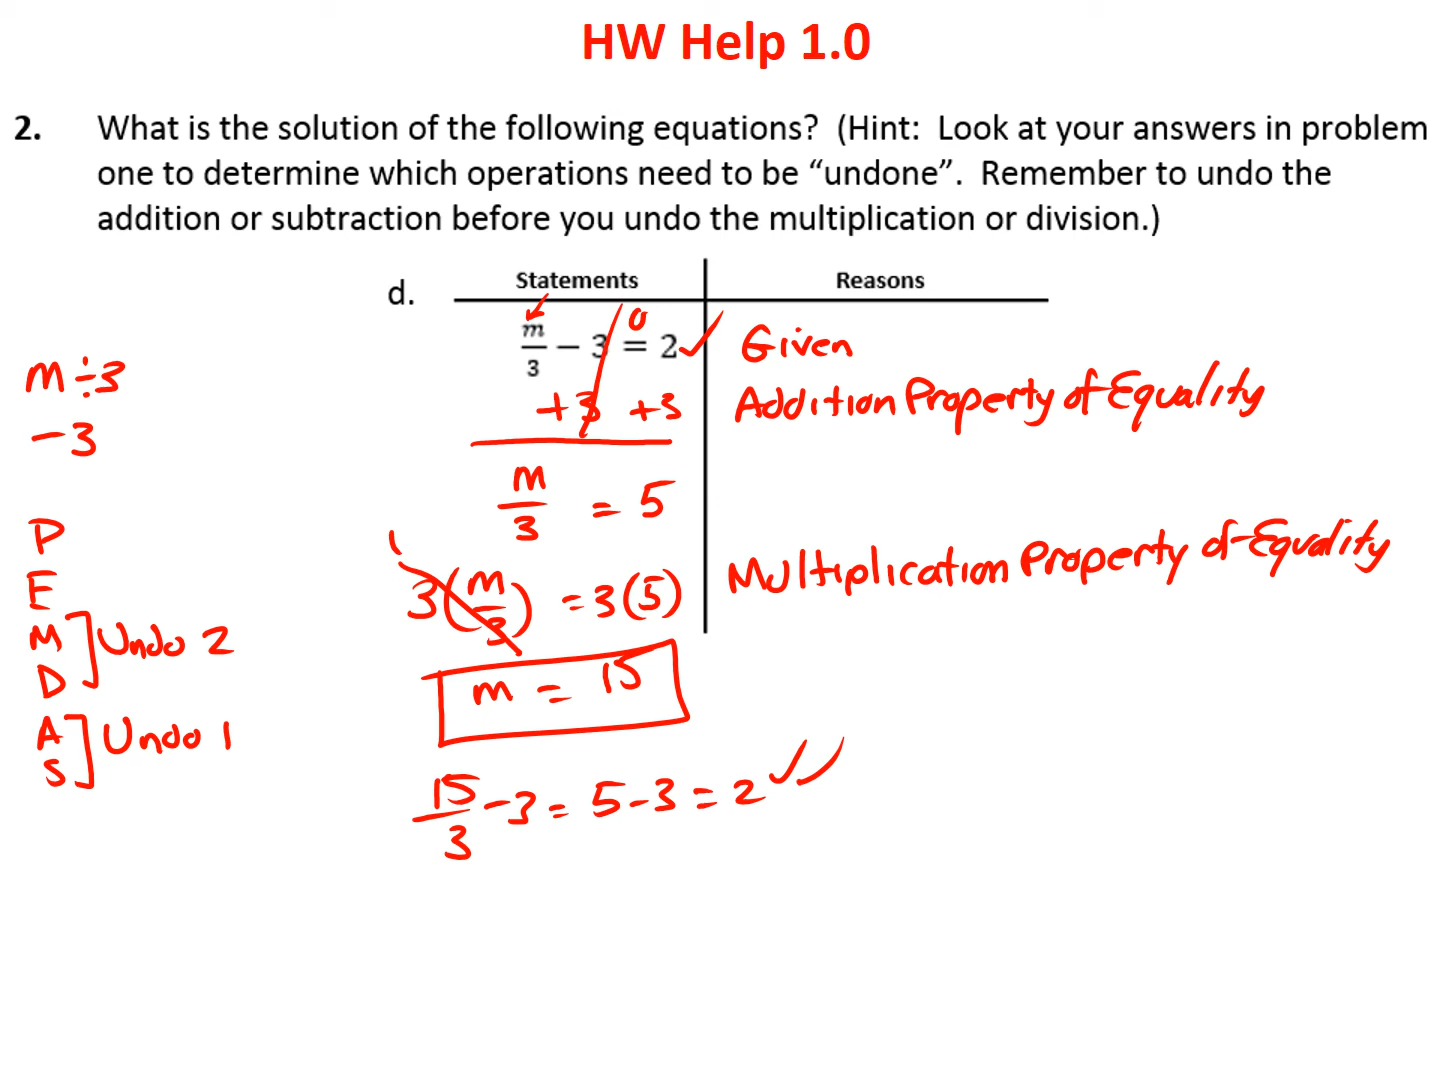 HW Help 1.0
2. What is the solution of the following equations? (Hint: Look at your answers in problem
one to determine which operations need to be “undone”. Remember to undo the
addition or subtraction before you undo the multiplication or division.)
d. Statements Reasons
m/3 − 3 = 2 ✓ Given
0
+3 +3 Addition Property of Equality
m/3 = 5
1
3(m/3) = 3(5) Multiplication Property of Equality
m = 15
15/3 − 3 = 5 − 3 = 2 ✓✓
m ÷ 3
− 3
P
E
M
D
Undo 2
A
S
Undo 1